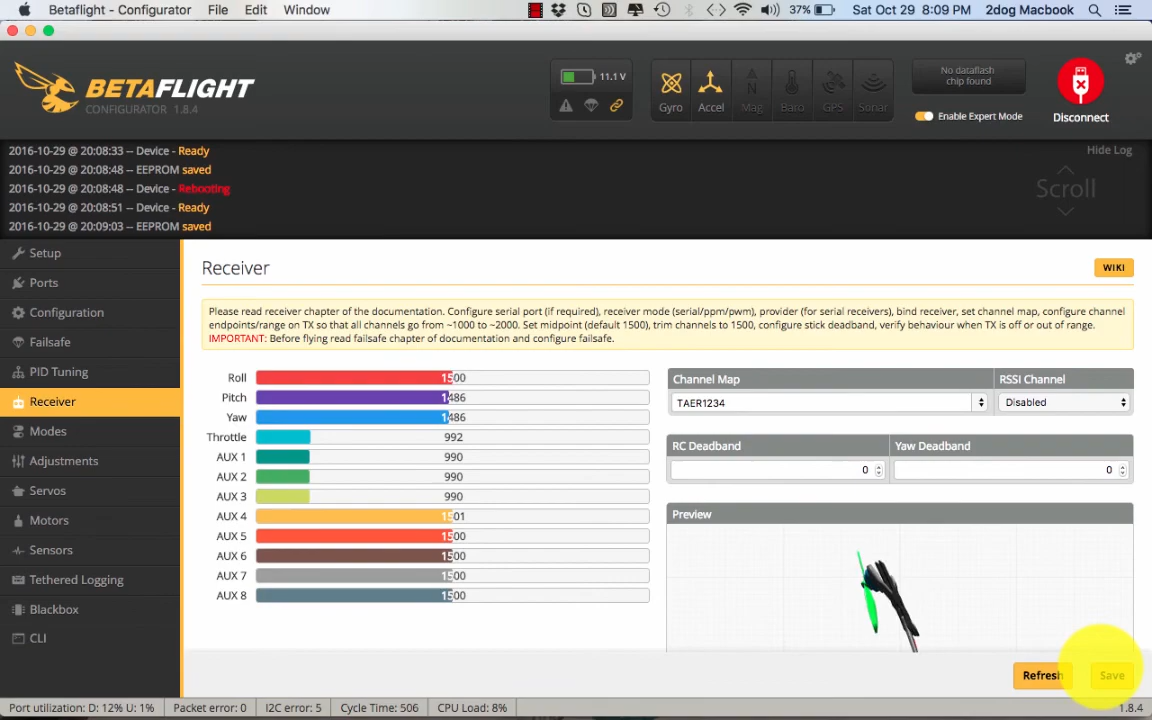 Betaflight - Configurator File Edit Window 37% Sat Oct 29 8:09 PM 2dog Macbook
BETAFLIGHT
CONFIGURATOR 1.8.4
11.1 V
Gyro Accel Mag Baro GPS Sonar
No dataflash
chip found
Enable Expert Mode
Disconnect
2016-10-29 @ 20:08:33 -- Device - Ready
2016-10-29 @ 20:08:48 -- EEPROM saved
2016-10-29 @ 20:08:48 -- Device - Rebooting
2016-10-29 @ 20:08:51 -- Device - Ready
2016-10-29 @ 20:09:03 -- EEPROM saved
Hide Log
Scroll
Setup
Ports
Configuration
Failsafe
PID Tuning
Receiver
Modes
Adjustments
Servos
Motors
Sensors
Tethered Logging
Blackbox
CLI
Receiver
WIKI
Please read receiver chapter of the documentation. Configure serial port (if required), receiver mode (serial/ppm/pwm), provider (for serial receivers), bind receiver, set channel map, configure channel
endpoints/range on TX so that all channels go from ~1000 to ~2000. Set midpoint (default 1500), trim channels to 1500, configure stick deadband, verify behaviour when TX is off or out of range.
IMPORTANT: Before flying read failsafe chapter of documentation and configure failsafe.
Roll 1500
Pitch 1486
Yaw 1486
Throttle 992
AUX 1 990
AUX 2 990
AUX 3 990
AUX 4 1501
AUX 5 1500
AUX 6 1500
AUX 7 1500
AUX 8 1500
Channel Map RSSI Channel
TAER1234 Disabled
RC Deadband Yaw Deadband
0 0
Preview
Refresh Save
Port utilization: D: 12% U: 1% Packet error: 0 I2C error: 5 Cycle Time: 506 CPU Load: 8% 1.8.4